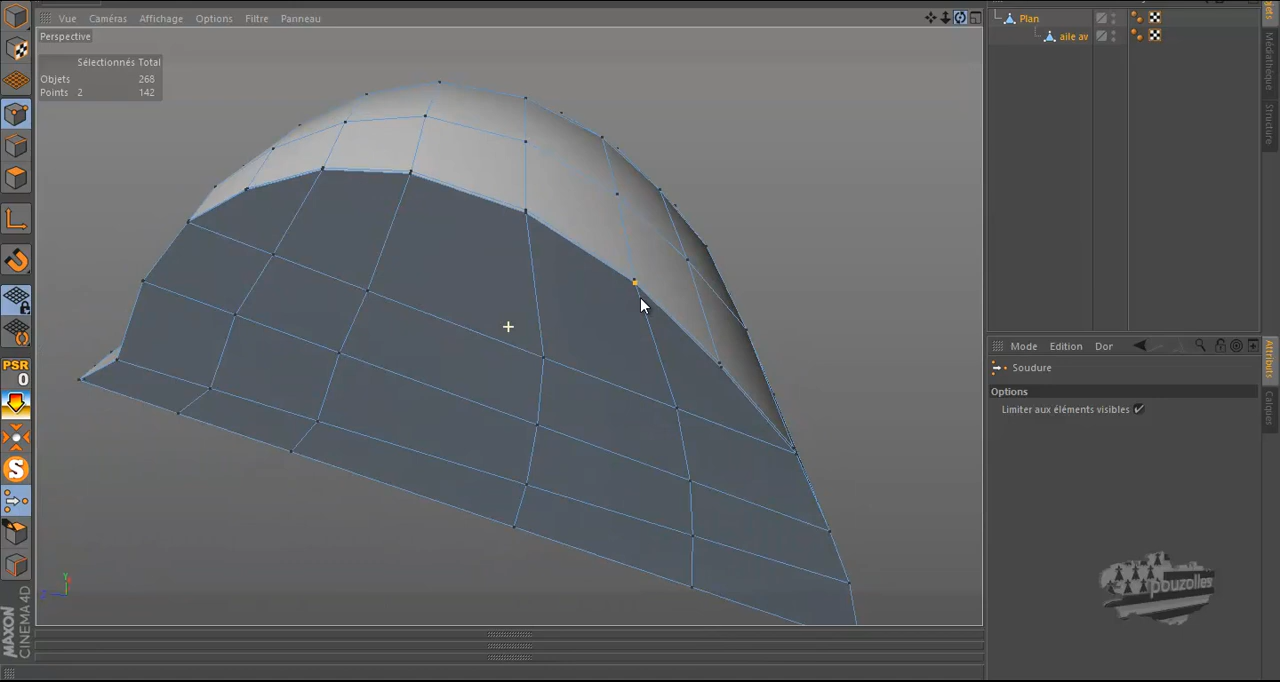 Vue Caméras Affichage Options Filtre Panneau
Perspective
Sélectionnés Total
Objets 268
Points 2 142
Plan
aile av
Médiathèque
Structure
Mode Edition Dor
Soudure
Options
Limiter aux éléments visibles
Attributs
Calques
PSR
0
S
Y
MAXON
CINEMA 4D
pouzolles